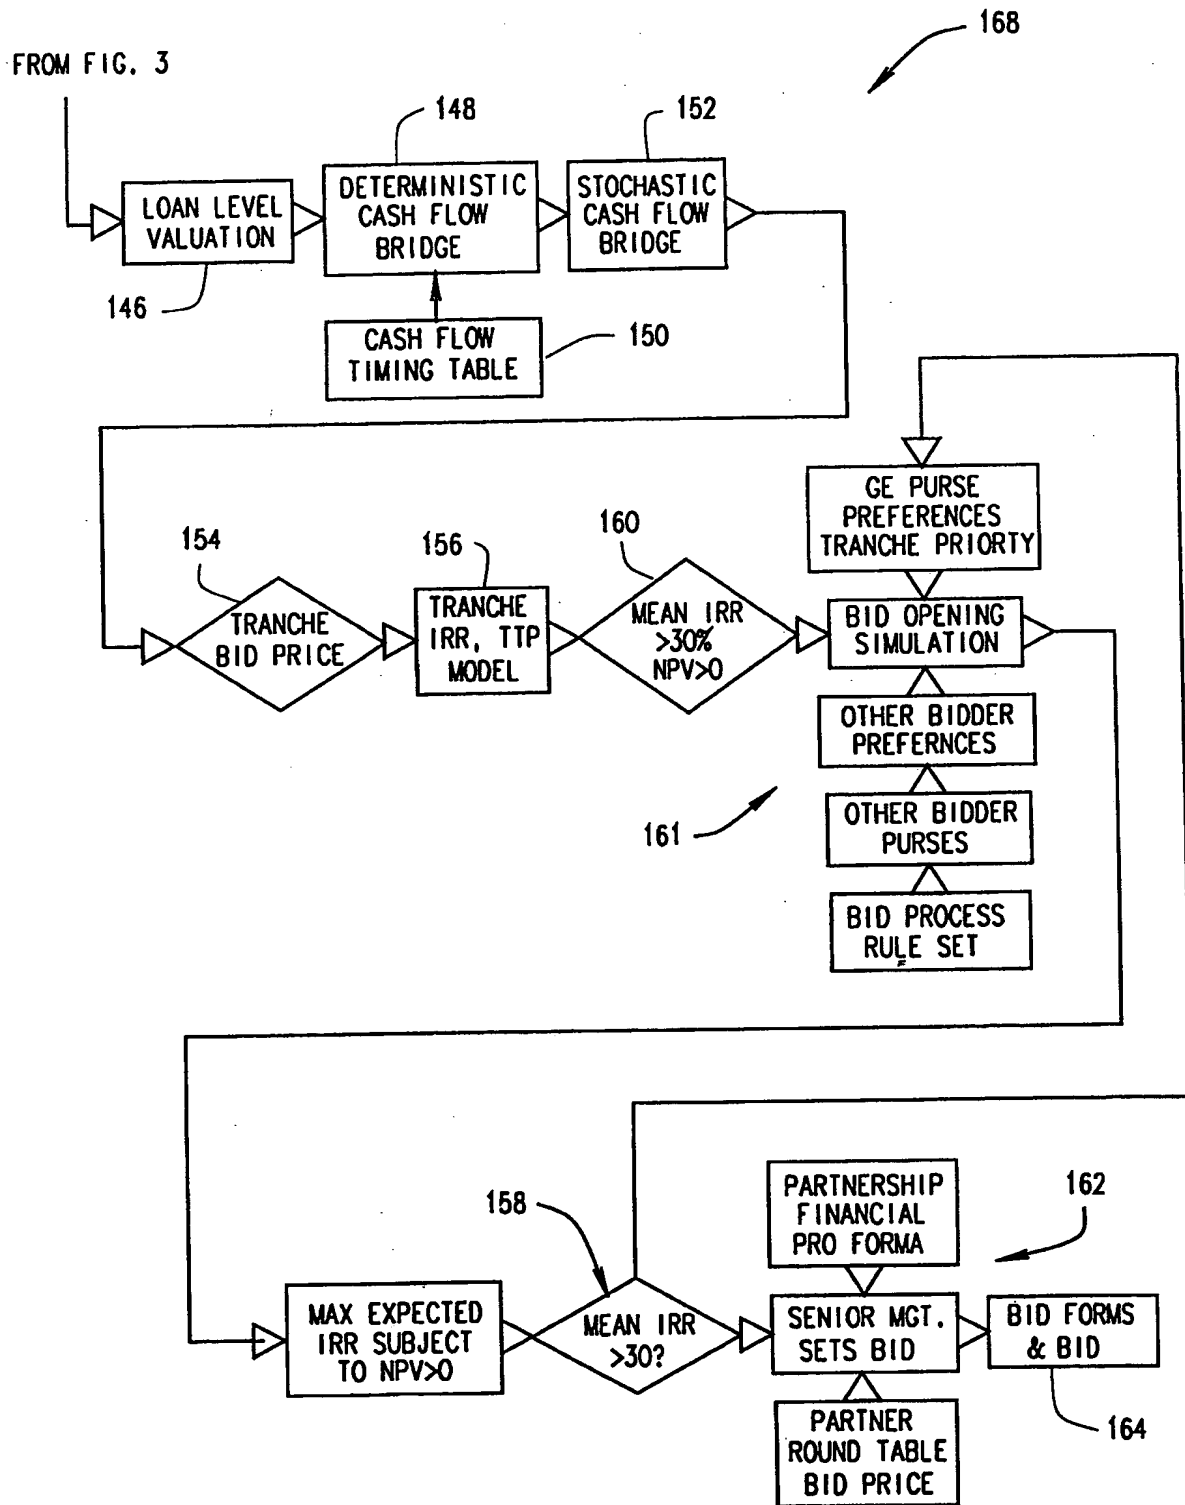 168
FROM FIG. 3
148
152
LOAN LEVEL
VALUATION
DETERMINISTIC
CASH FLOW
BRIDGE
STOCHASTIC
CASH FLOW
BRIDGE
146
CASH FLOW
TIMING TABLE
150
GE PURSE
PREFERENCES
TRANCHE PRIORTY
154
156
160
TRANCHE
BID PRICE
TRANCHE
IRR, TTP
MODEL
MEAN IRR
>30%
NPV>0
BID OPENING
SIMULATION
OTHER BIDDER
PREFERNCES
161
OTHER BIDDER
PURSES
BID PROCESS
RULE SET
158
PARTNERSHIP
FINANCIAL
PRO FORMA
162
MAX EXPECTED
IRR SUBJECT
TO NPV>0
MEAN IRR
>30?
SENIOR MGT.
SETS BID
BID FORMS
& BID
PARTNER
ROUND TABLE
BID PRICE
164